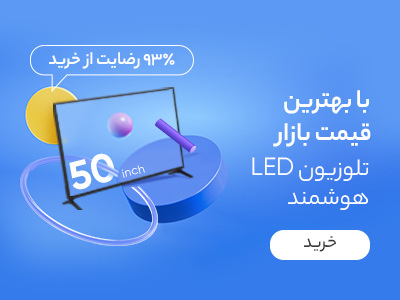 ۹۳% رضایت از خرید
با بهترین
قیمت بازار
تلوزیون LED
هوشمند
50 inch
خرید